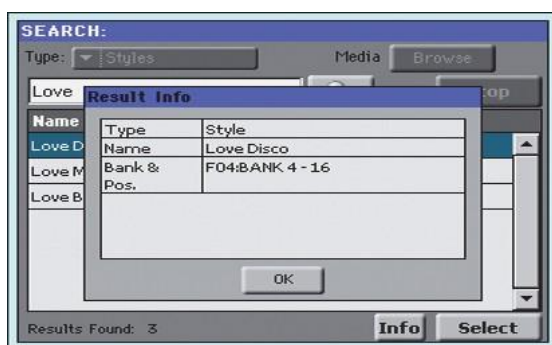 SEARCH:
Type: Styles Media Browse
Love
Result Info
Name
Type Style
Love D
Name Love Disco
Love M
Bank & F04:BANK 4 - 16
Pos.
Love B
OK
Results Found: 3 Info Select